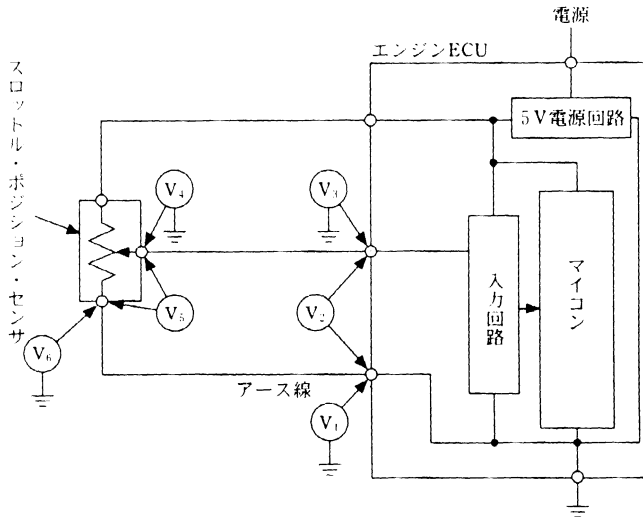 電源
エンジンECU
5V電源回路
スロットル・ポジション・センサ
V₄
V₃
入力回路
マイコン
V₅
V₂
V₆
アース線
V₁